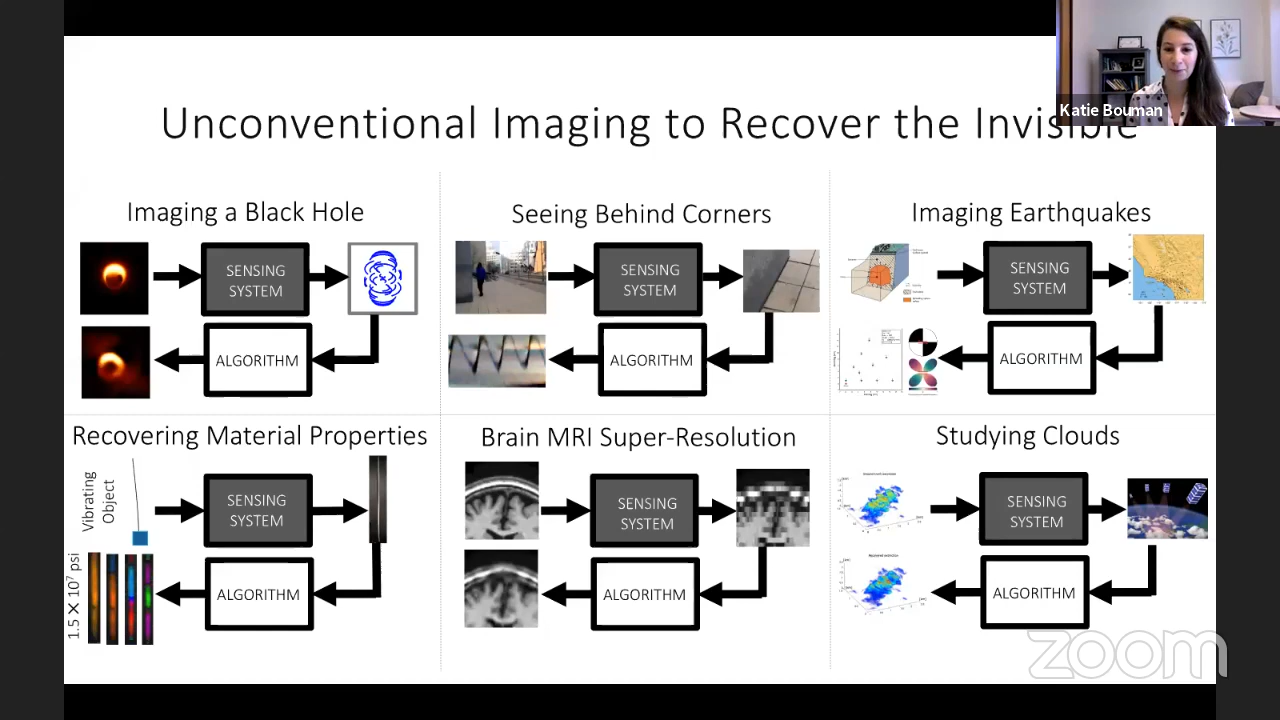 Katie Bouman
Unconventional Imaging to Recover the Invisible
Imaging a Black Hole
SENSING
SYSTEM
ALGORITHM
Seeing Behind Corners
SENSING
SYSTEM
ALGORITHM
Imaging Earthquakes
SENSING
SYSTEM
ALGORITHM
Recovering Material Properties
Vibrating
Object
SENSING
SYSTEM
1.5 X 10⁷ psi
ALGORITHM
Brain MRI Super-Resolution
SENSING
SYSTEM
ALGORITHM
Studying Clouds
SENSING
SYSTEM
ALGORITHM
zoom